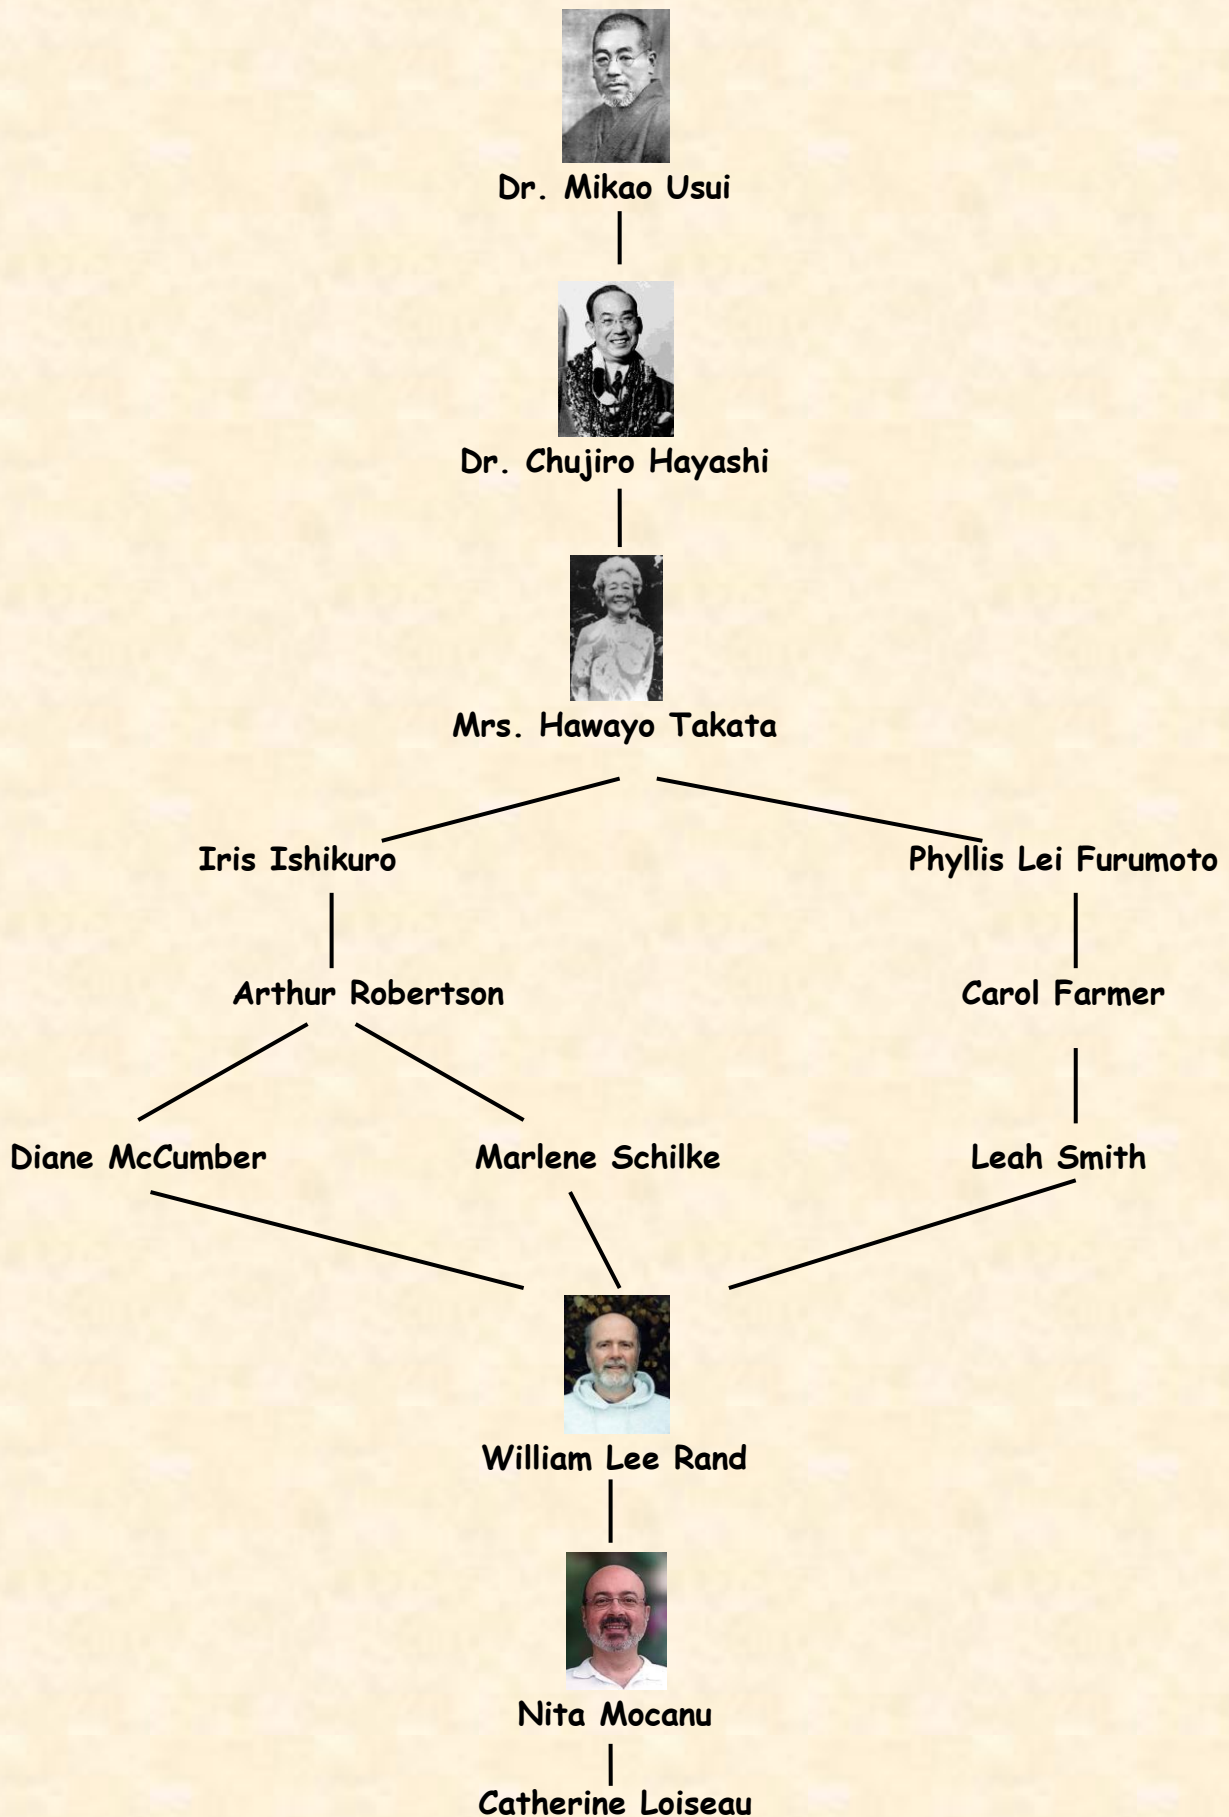 Dr. Mikao Usui
Dr. Chujiro Hayashi
Mrs. Hawayo Takata
Iris Ishikuro
Phyllis Lei Furumoto
Arthur Robertson
Carol Farmer
Diane McCumber
Marlene Schilke
Leah Smith
William Lee Rand
Nita Mocanu
Catherine Loiseau